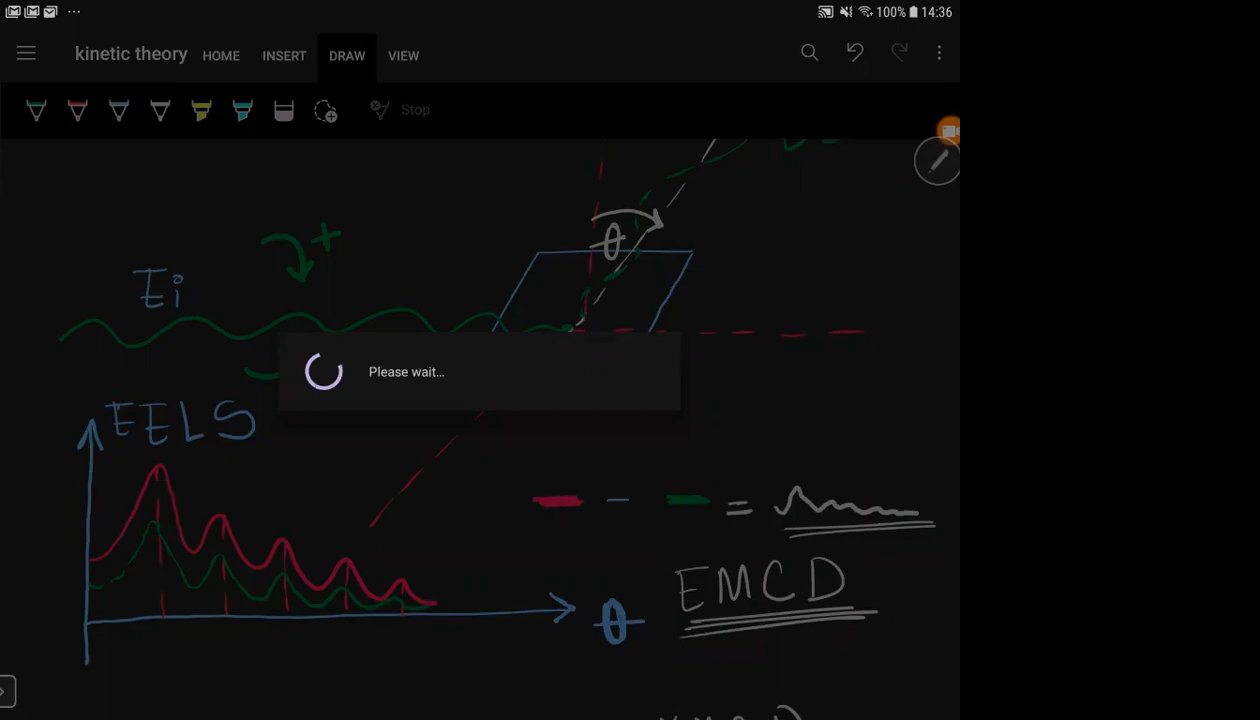 100% 14:36
kinetic theory HOME INSERT DRAW VIEW
Stop
θ
+
Ei
Please wait...
EELS
- =
EMCD
θ